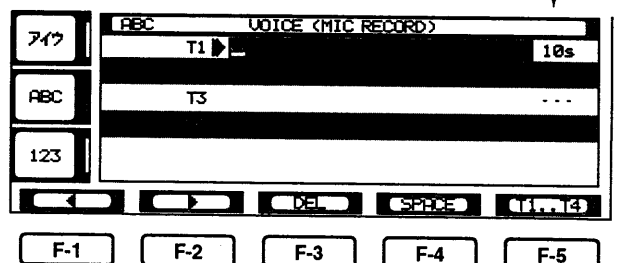 アイウ
ABC
123
ABC VOICE (MIC RECORD)
T1 10s
T3 ---
DEL SPACE T1..T4
F-1 F-2 F-3 F-4 F-5